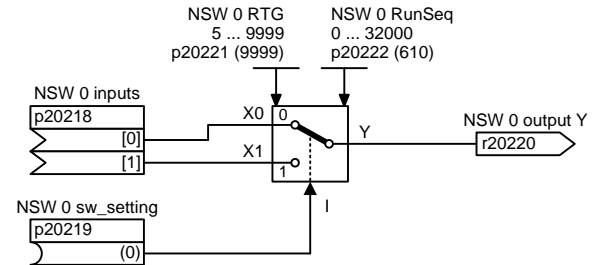 NSW 0 RTG
5 ... 9999
p20221 (9999)
NSW 0 RunSeq
0 ... 32000
p20222 (610)
NSW 0 inputs
p20218
[0]
[1]
X0
0
X1
1
Y
I
NSW 0 output Y
r20220
NSW 0 sw_setting
p20219
(0)